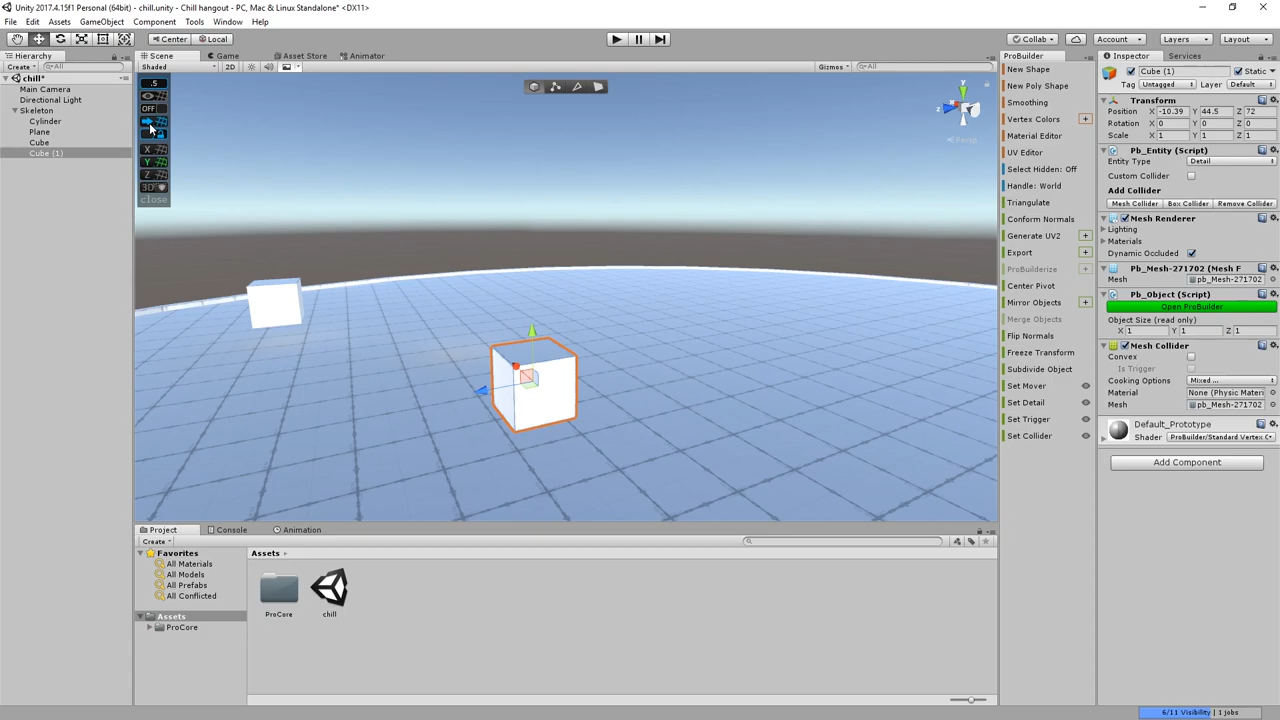 Unity 2017.4.15f1 Personal (64bit) - chill.unity - Chill hangout - PC, Mac & Linux Standalone* <DX11>
File Edit Assets GameObject Component Tools Window Help
Center Local Collab Account Layers Layout
Hierarchy
Create All
chill*
Main Camera
Directional Light
Skeleton
Cylinder
Plane
Cube
Cube (1)
Scene Game Asset Store Animator
Shaded 2D Gizmos All
.5
OFF
X
Y
Z
3D
close
y
z
Persp
ProBuilder
New Shape
New Poly Shape
Smoothing
Vertex Colors +
Material Editor
UV Editor
Select Hidden: Off
Handle: World
Triangulate
Conform Normals
Generate UV2 +
Export +
ProBuilderize +
Center Pivot
Mirror Objects +
Merge Objects
Flip Normals
Freeze Transform
Subdivide Object
Set Mover
Set Detail
Set Trigger
Set Collider
Inspector Services
Cube (1) Static
Tag Untagged Layer Default
Transform
Position X -10.39 Y 44.5 Z 72
Rotation X 0 Y 0 Z 0
Scale X 1 Y 1 Z 1
Pb_Entity (Script)
Entity Type Detail
Custom Collider
Add Collider
Mesh Collider Box Collider Remove Collider
Mesh Renderer
Lighting
Materials
Dynamic Occluded
Pb_Mesh-271702 (Mesh F
Mesh pb_Mesh-271702
Pb_Object (Script)
Open ProBuilder
Object Size (read only)
X 1 Y 1 Z 1
Mesh Collider
Convex
Is Trigger
Cooking Options Mixed ...
Material None (Physic Materi
Mesh pb_Mesh-271702
Default_Prototype
Shader ProBuilder/Standard Vertex C
Add Component
Project Console Animation
Create
Favorites
All Materials
All Models
All Prefabs
All Conflicted
Assets
ProCore
Assets
ProCore chill
6/11 Visibility | 1 jobs